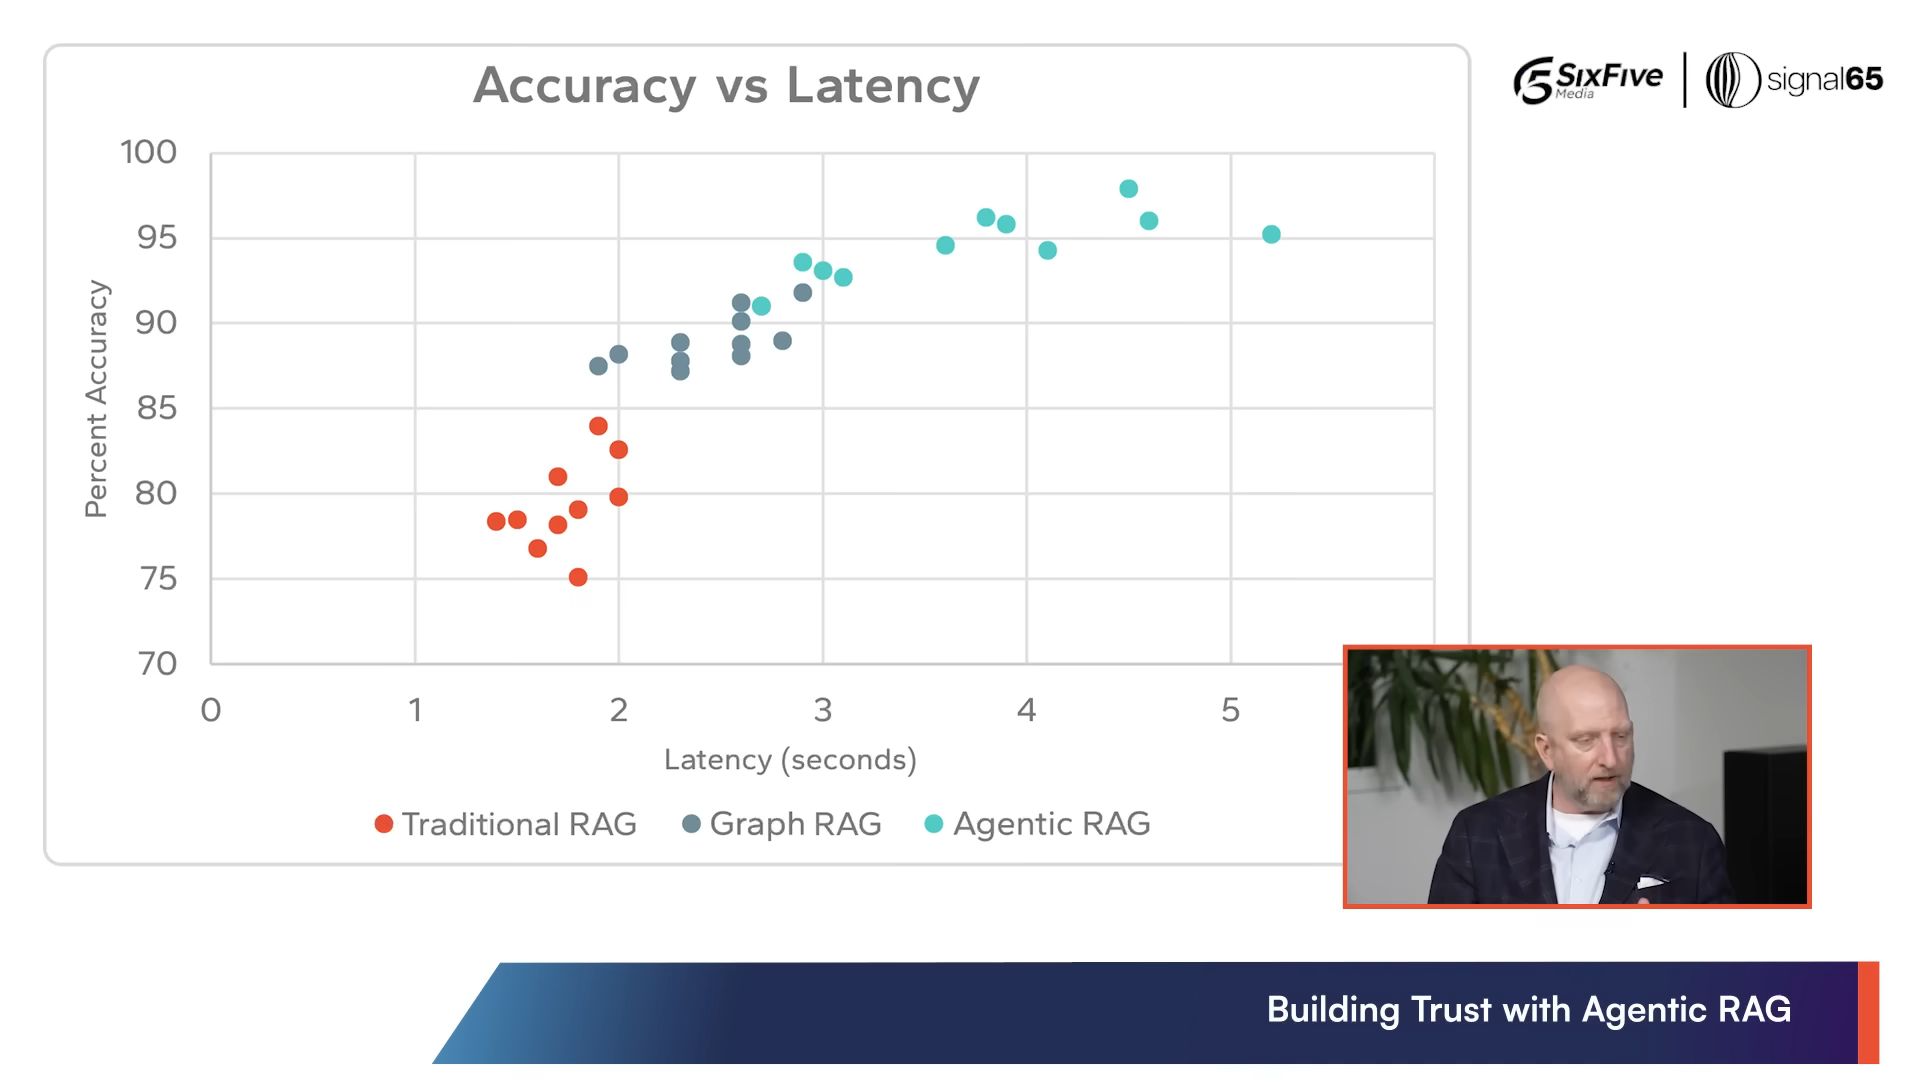 Accuracy vs Latency
SixFive
Media
signal65
100
95
90
85
80
75
70
Percent Accuracy
0 1 2 3 4 5
Latency (seconds)
Traditional RAG Graph RAG Agentic RAG
Building Trust with Agentic RAG